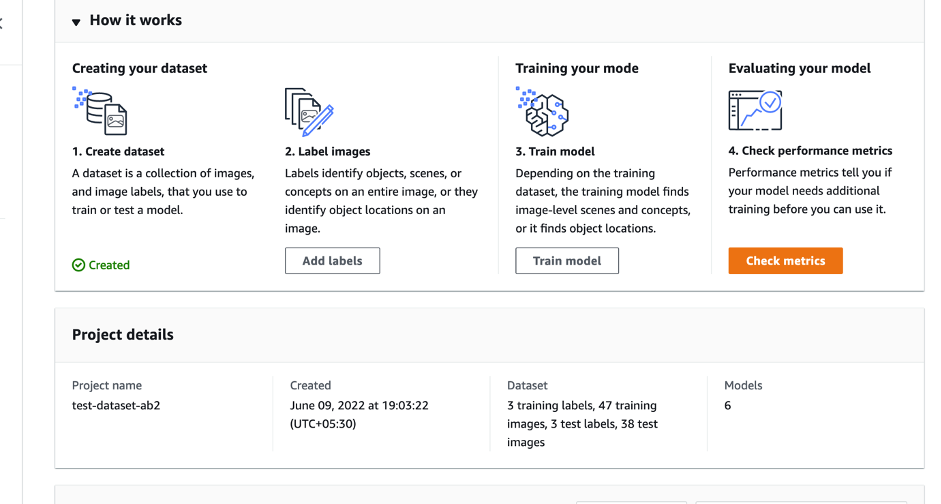 How it works
Creating your dataset
1. Create dataset
A dataset is a collection of images,
and image labels, that you use to
train or test a model.
Created
2. Label images
Labels identify objects, scenes, or
concepts on an entire image, or they
identify object locations on an
image.
Add labels
Training your mode
3. Train model
Depending on the training
dataset, the training model finds
image-level scenes and concepts,
or it finds object locations.
Train model
Evaluating your model
4. Check performance metrics
Performance metrics tell you if
your model needs additional
training before you can use it.
Check metrics
Project details
Project name
test-dataset-ab2
Created
June 09, 2022 at 19:03:22
(UTC+05:30)
Dataset
3 training labels, 47 training
images, 3 test labels, 38 test
images
Models
6